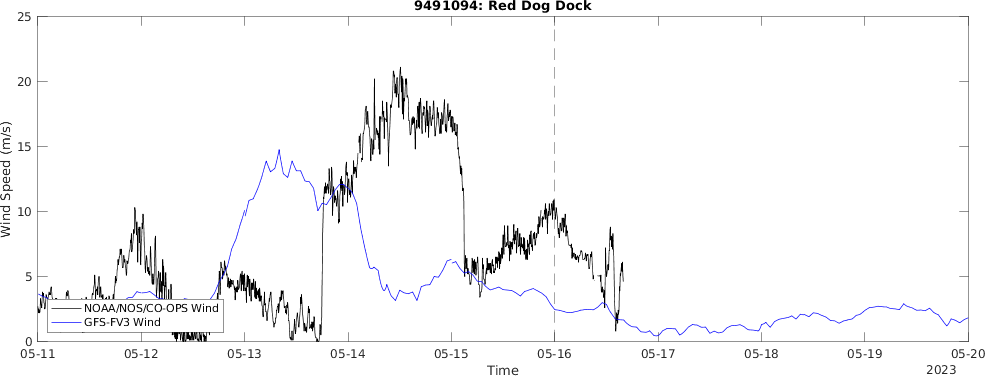 9491094: Red Dog Dock
25
20
15
10
5
0
Wind Speed (m/s)
NOAA/NOS/CO-OPS Wind
GFS-FV3 Wind
05-11 05-12 05-13 05-14 05-15 05-16 05-17 05-18 05-19 05-20
Time
2023